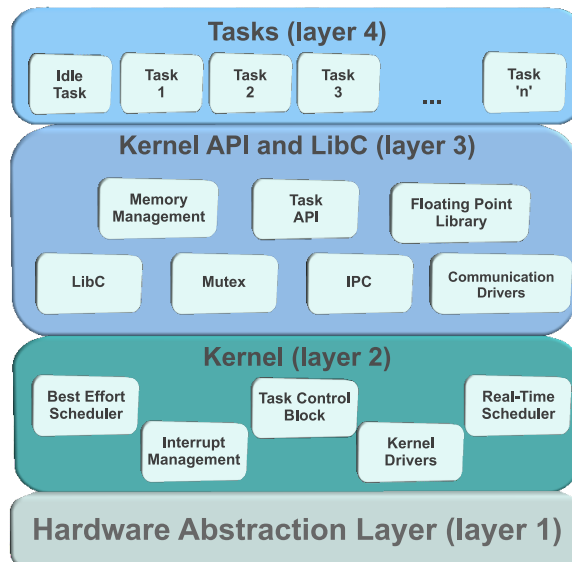 Tasks (layer 4)
Idle
Task
Task
1
Task
2
Task
3
...
Task
'n'
Kernel API and LibC (layer 3)
Memory
Management
Task
API
Floating Point
Library
LibC
Mutex
IPC
Communication
Drivers
Kernel (layer 2)
Best Effort
Scheduler
Task Control
Block
Real-Time
Scheduler
Interrupt
Management
Kernel
Drivers
Hardware Abstraction Layer (layer 1)